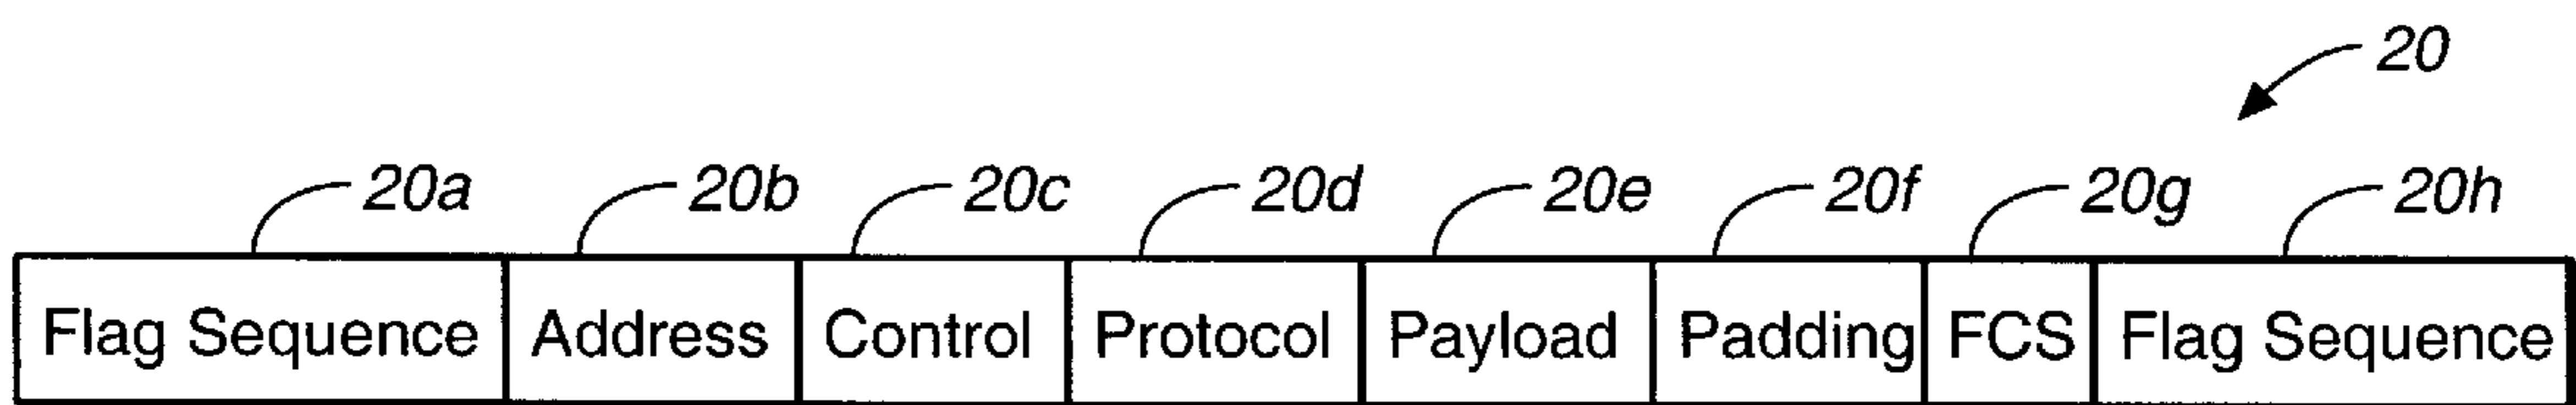 20
20a 20b 20c 20d 20e 20f 20g 20h
Flag Sequence Address Control Protocol Payload Padding FCS Flag Sequence